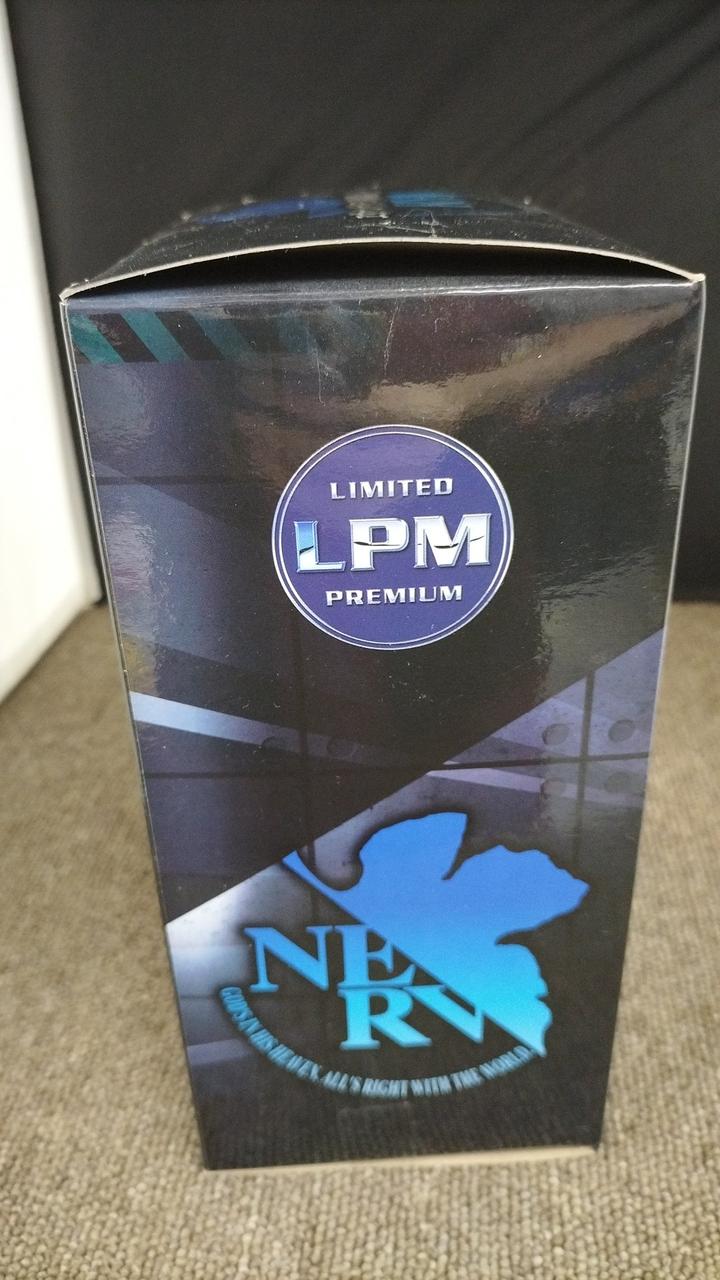 LIMITED
LPM
PREMIUM
NERV
GOD'S IN HIS HEAVEN. ALL'S RIGHT WITH THE WORLD.